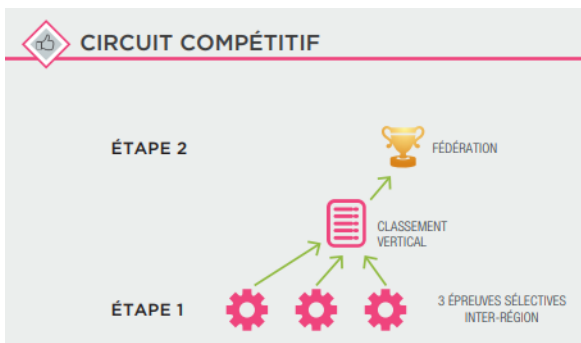 CIRCUIT COMPÉTITIF
ÉTAPE 2
FÉDÉRATION
CLASSEMENT
VERTICAL
ÉTAPE 1
3 ÉPREUVES SÉLECTIVES
INTER-RÉGION